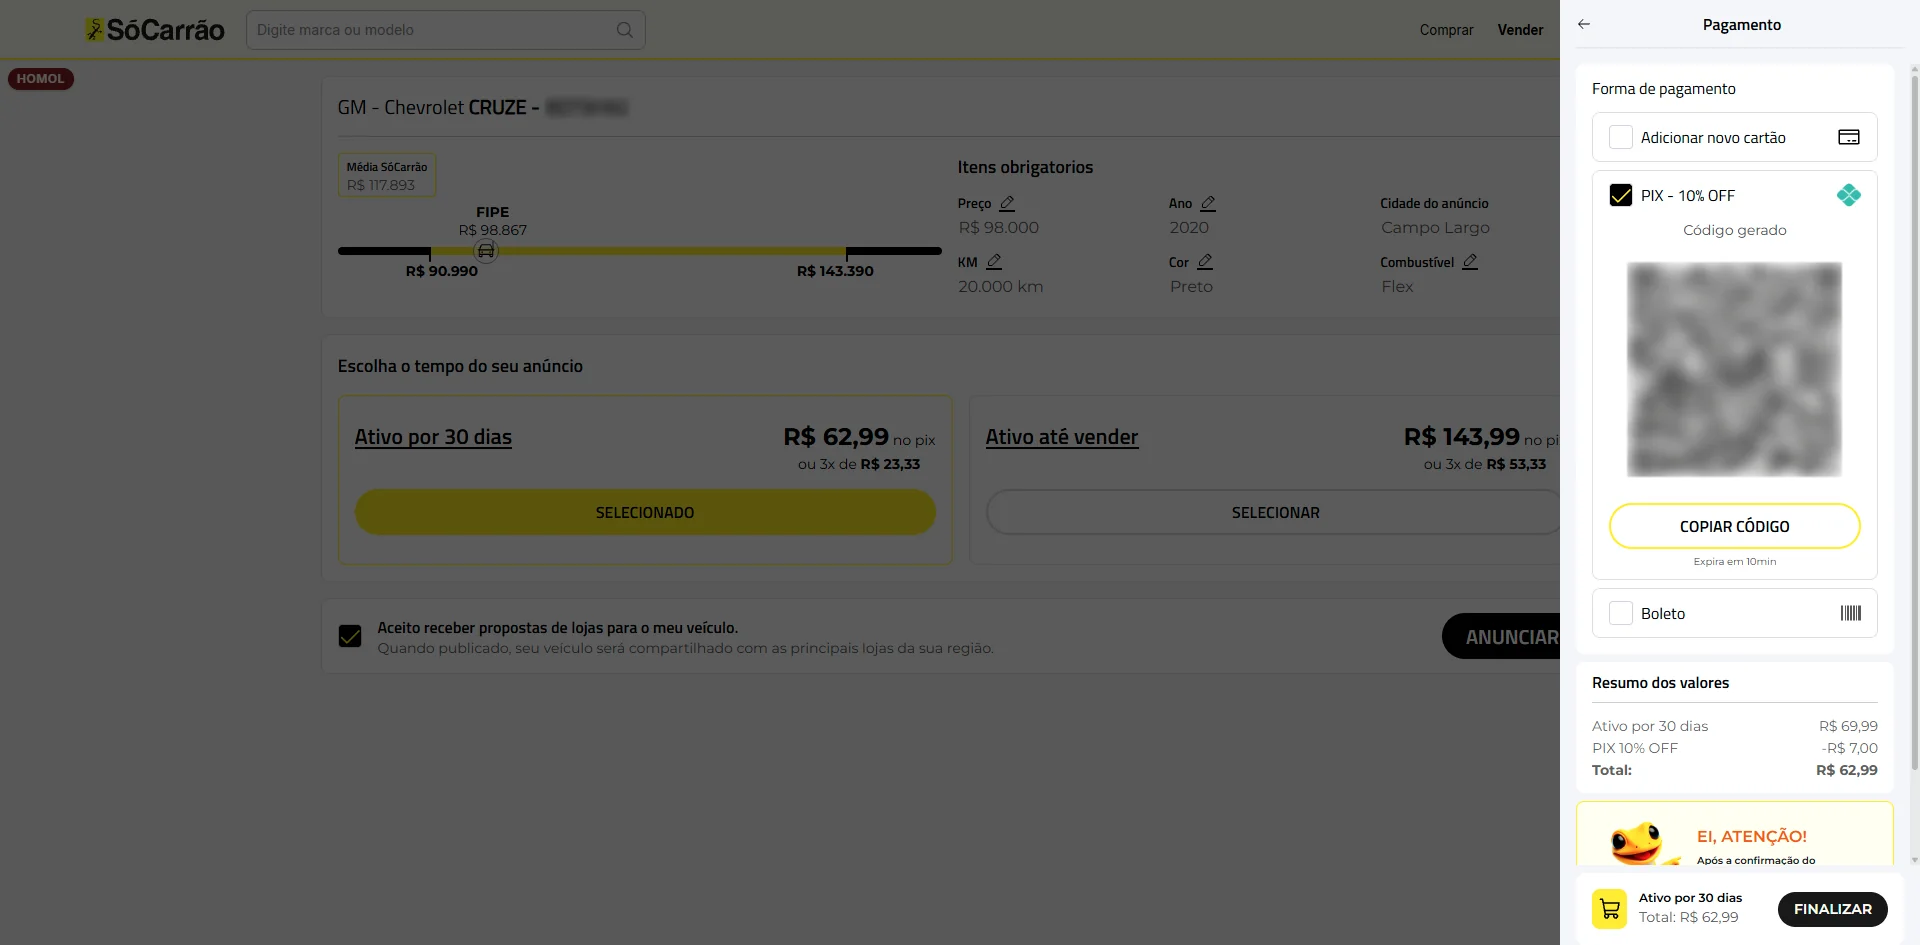 SóCarrão
Digite marca ou modelo
Comprar
Vender
HOMOL
GM - Chevrolet CRUZE -
Média SóCarrão
R$ 117.893
FIPE
R$ 98.867
R$ 90.990
R$ 143.390
Itens obrigatorios
Preço
R$ 98.000
Ano
2020
Cidade do anúncio
Campo Largo
KM
20.000 km
Cor
Preto
Combustível
Flex
Escolha o tempo do seu anúncio
Ativo por 30 dias
R$ 62,99 no pix
ou 3x de R$ 23,33
SELECIONADO
Ativo até vender
R$ 143,99 no pi
ou 3x de R$ 53,33
SELECIONAR
Aceito receber propostas de lojas para o meu veículo.
Quando publicado, seu veículo será compartilhado com as principais lojas da sua região.
ANUNCIAR
Pagamento
Forma de pagamento
Adicionar novo cartão
PIX - 10% OFF
Código gerado
COPIAR CÓDIGO
Expira em 10min
Boleto
Resumo dos valores
Ativo por 30 dias R$ 69,99
PIX 10% OFF -R$ 7,00
Total: R$ 62,99
EI, ATENÇÃO!
Após a confirmação do
Ativo por 30 dias
Total: R$ 62,99
FINALIZAR